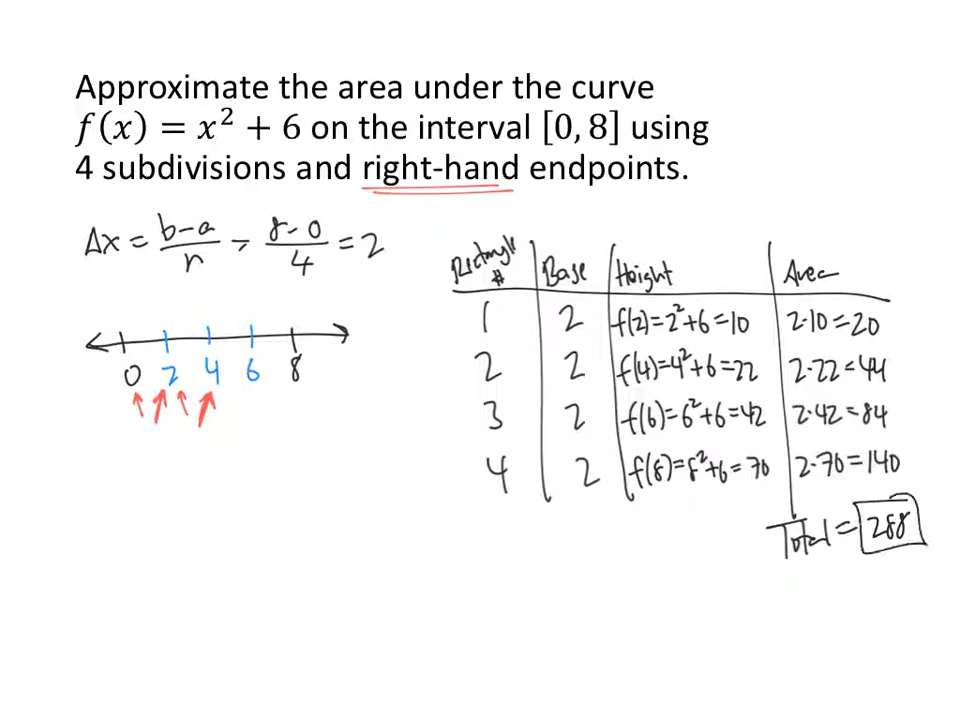 Approximate the area under the curve
f(x) = x² + 6 on the interval [0, 8] using
4 subdivisions and right-hand endpoints.
Δx = b-a/n = 8-0/4 = 2
0 2 4 6 8
Rectangle # Base Height Area
1 2 f(2)=2²+6=10 2·10=20
2 2 f(4)=4²+6=22 2·22=44
3 2 f(6)=6²+6=42 2·42=84
4 2 f(8)=8²+6=70 2·70=140
Total = 288